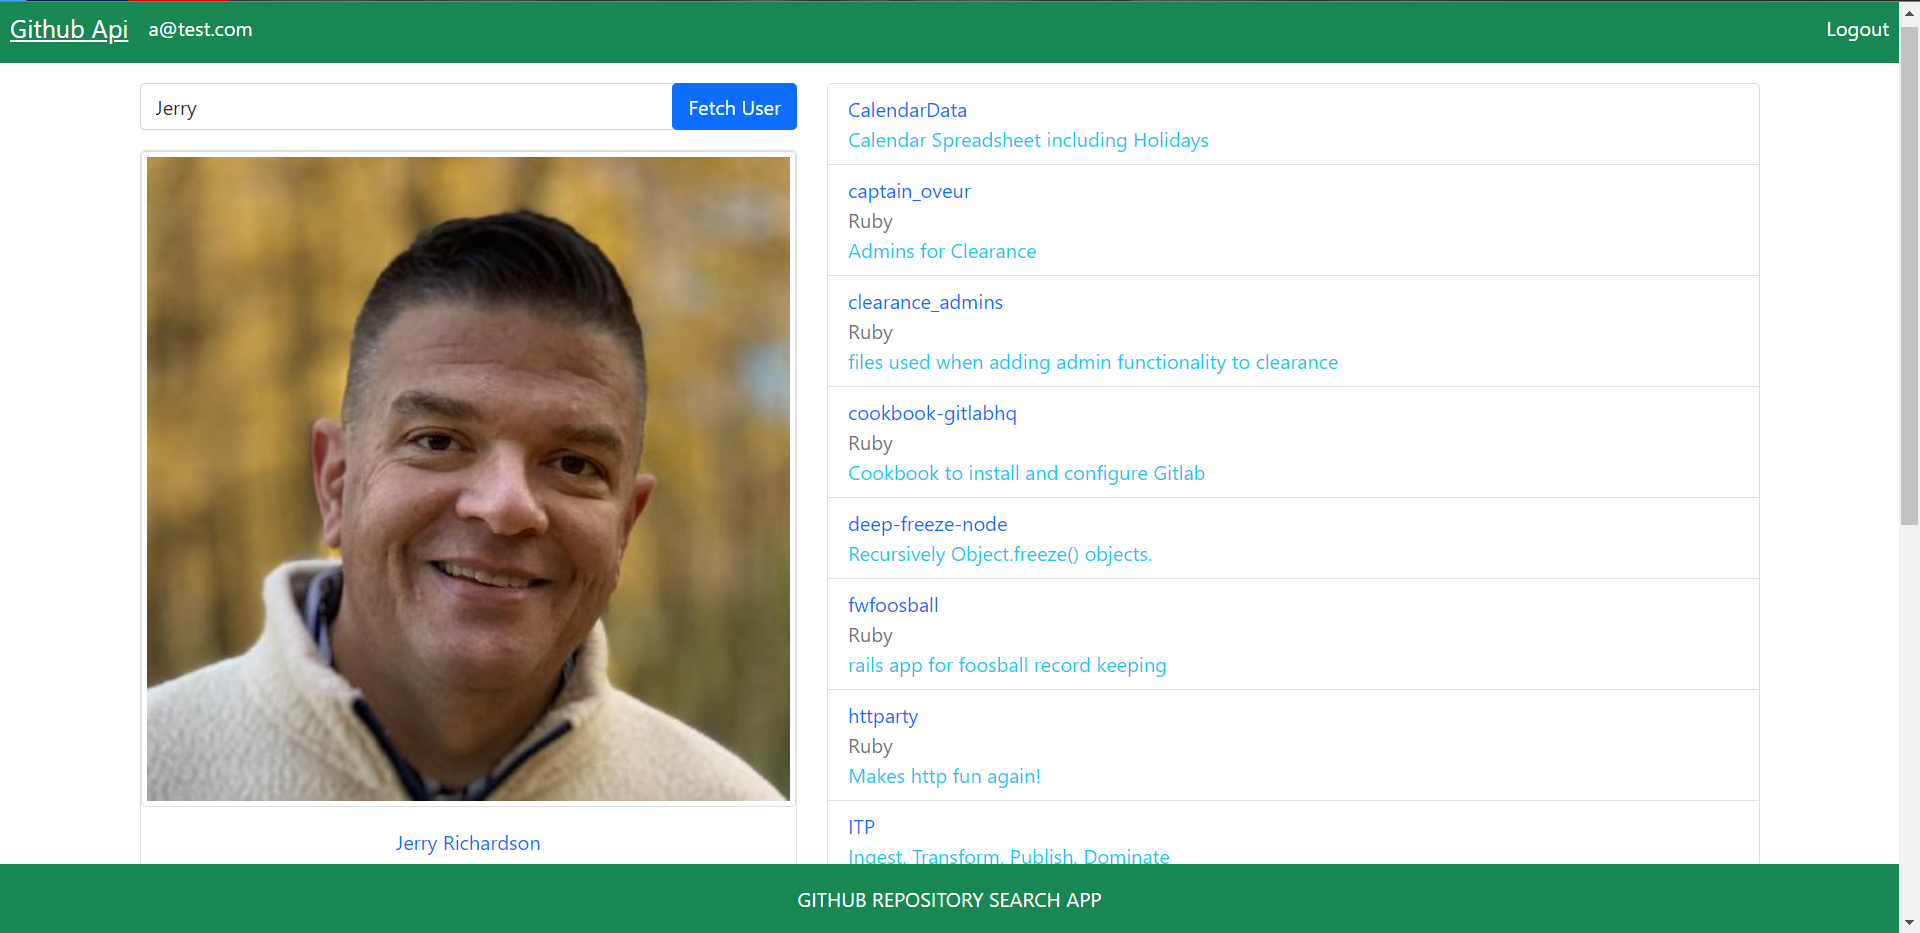 Github Api
a@test.com
Logout
Jerry
Fetch User
Jerry Richardson
CalendarData
Calendar Spreadsheet including Holidays
captain_oveur
Ruby
Admins for Clearance
clearance_admins
Ruby
files used when adding admin functionality to clearance
cookbook-gitlabhq
Ruby
Cookbook to install and configure Gitlab
deep-freeze-node
Recursively Object.freeze() objects.
fwfoosball
Ruby
rails app for foosball record keeping
httparty
Ruby
Makes http fun again!
ITP
Ingest, Transform, Publish, Dominate
GITHUB REPOSITORY SEARCH APP